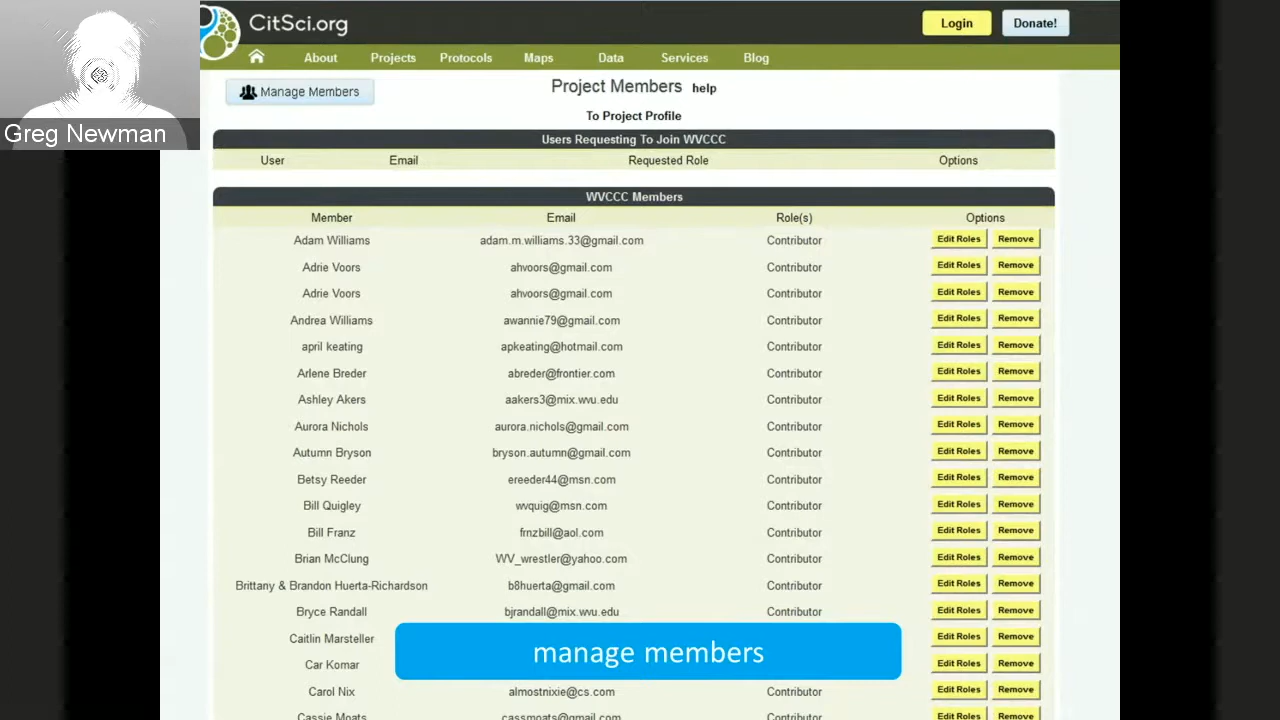 CitSci.org
Login Donate!
About Projects Protocols Maps Data Services Blog
Greg Newman
Manage Members
Project Members help
To Project Profile
Users Requesting To Join WVCCC
User Email Requested Role Options
WVCCC Members
Member Email Role(s) Options
Adam Williams adam.m.williams.33@gmail.com Contributor Edit Roles Remove
Adrie Voors ahvoors@gmail.com Contributor Edit Roles Remove
Adrie Voors ahvoors@gmail.com Contributor Edit Roles Remove
Andrea Williams awannie79@gmail.com Contributor Edit Roles Remove
april keating apkeating@hotmail.com Contributor Edit Roles Remove
Arlene Breder abreder@frontier.com Contributor Edit Roles Remove
Ashley Akers aakers3@mix.wvu.edu Contributor Edit Roles Remove
Aurora Nichols aurora.nichols@gmail.com Contributor Edit Roles Remove
Autumn Bryson bryson.autumn@gmail.com Contributor Edit Roles Remove
Betsy Reeder ereeder44@msn.com Contributor Edit Roles Remove
Bill Quigley wvquig@msn.com Contributor Edit Roles Remove
Bill Franz frnzbill@aol.com Contributor Edit Roles Remove
Brian McClung WV_wrestler@yahoo.com Contributor Edit Roles Remove
Brittany & Brandon Huerta-Richardson b8huerta@gmail.com Contributor Edit Roles Remove
Bryce Randall bjrandall@mix.wvu.edu Contributor Edit Roles Remove
Caitlin Marsteller Edit Roles Remove
manage members
Car Komar Edit Roles Remove
Carol Nix almostnixie@cs.com Contributor Edit Roles Remove
Cassie Moats cassmoats@gmail.com Contributor Edit Roles Remove